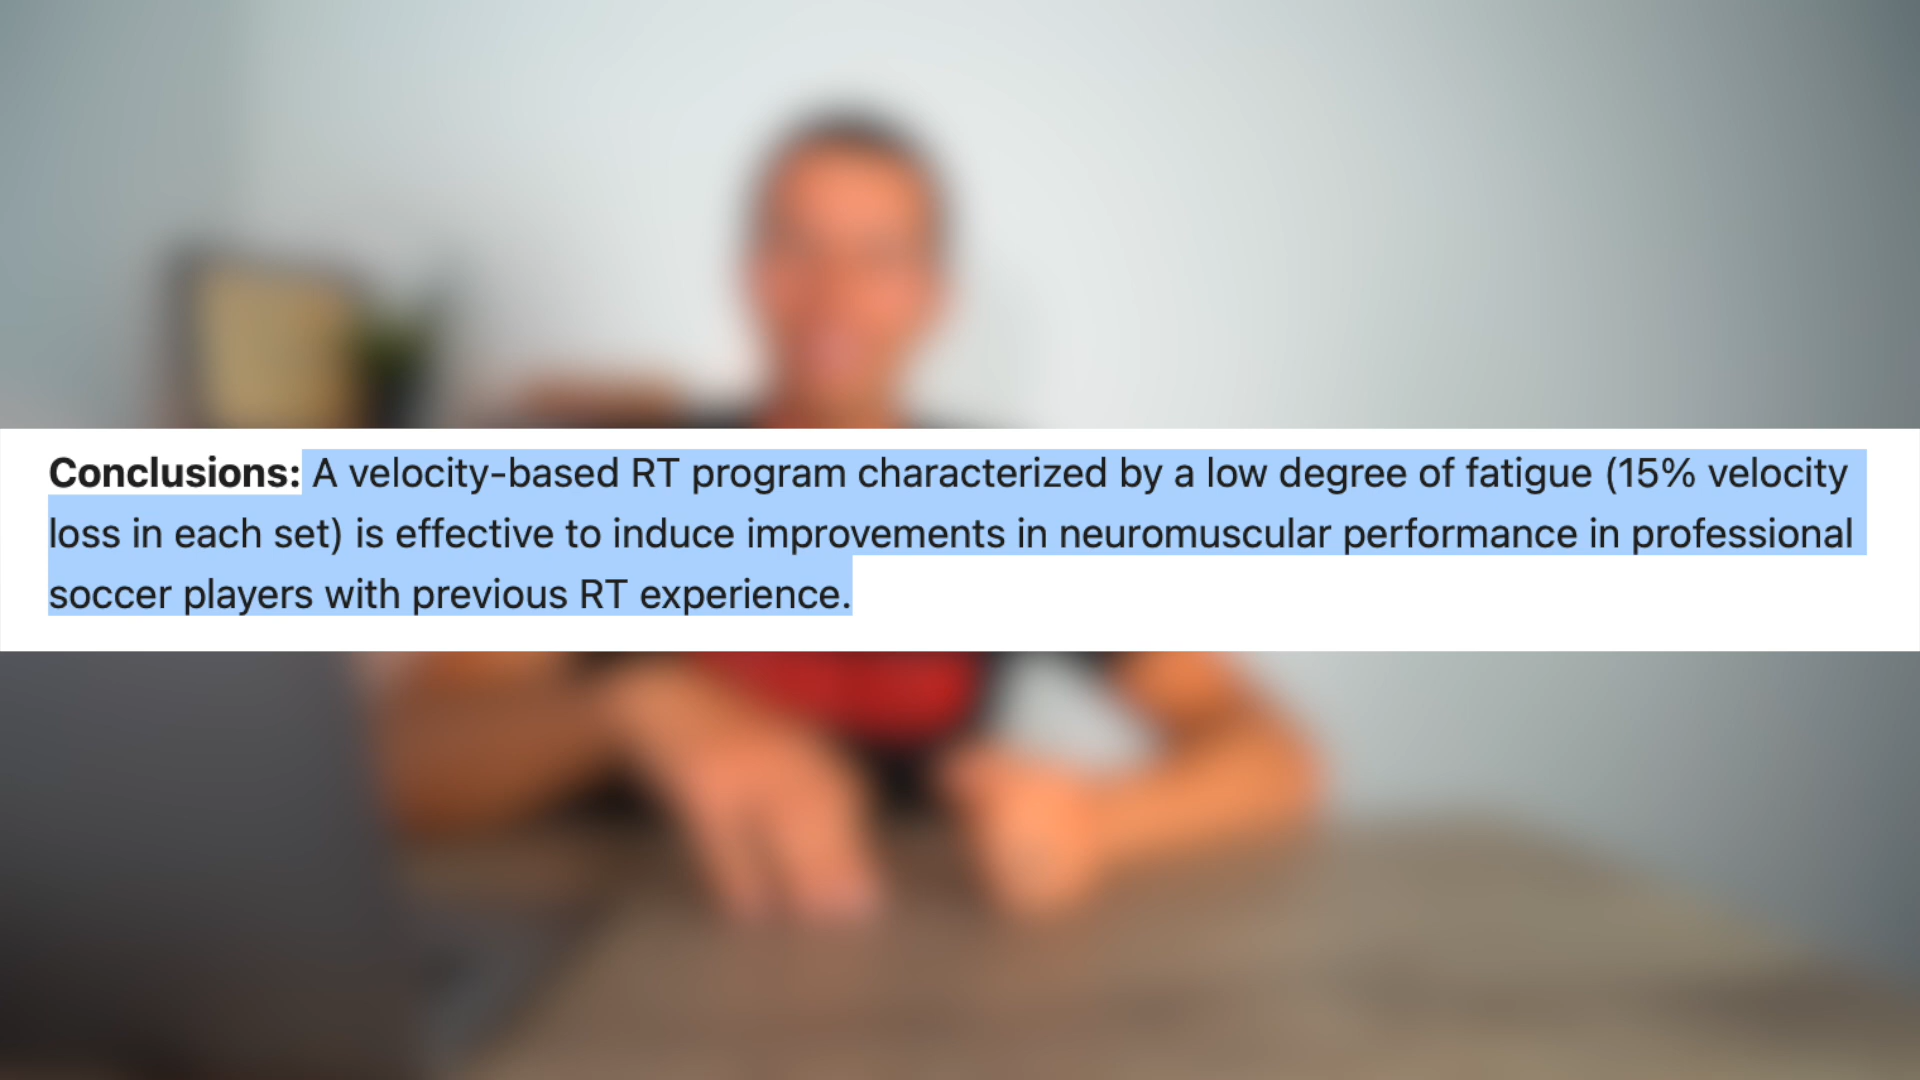 Conclusions: A velocity-based RT program characterized by a low degree of fatigue (15% velocity
loss in each set) is effective to induce improvements in neuromuscular performance in professional
soccer players with previous RT experience.